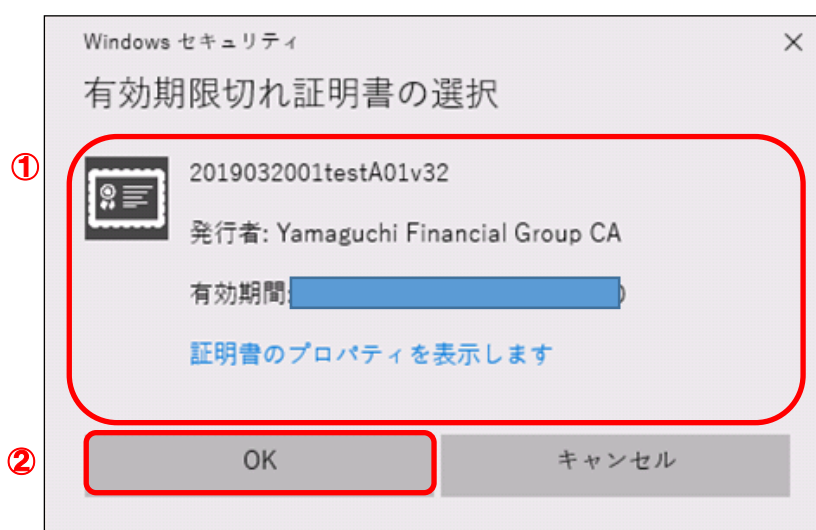 Windows セキュリティ
有効期限切れ証明書の選択
①
2019032001testA01v32
発行者: Yamaguchi Financial Group CA
有効期間:
証明書のプロパティを表示します
②
OK
キャンセル